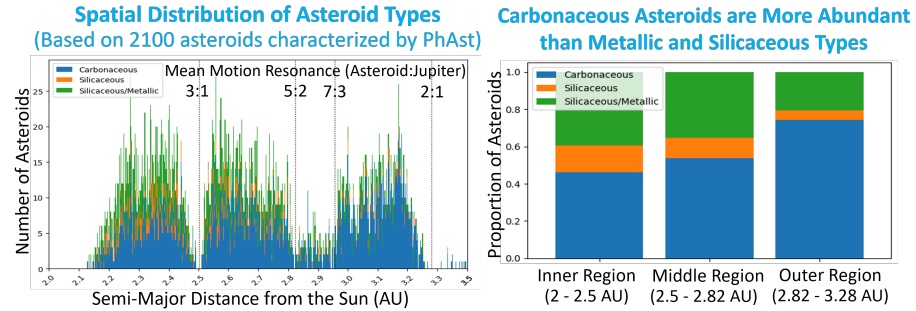 Spatial Distribution of Asteroid Types
(Based on 2100 asteroids characterized by PhAst)
Mean Motion Resonance (Asteroid:Jupiter)
3:1 5:2 7:3 2:1
Carbonaceous
Silicaceous
Silicaceous/Metallic
Number of Asteroids
25
20
15
10
5
0
2.0 2.1 2.2 2.3 2.4 2.5 2.6 2.7 2.8 2.9 3.0 3.1 3.2 3.3 3.4 3.5
Semi-Major Distance from the Sun (AU)
Carbonaceous Asteroids are More Abundant
than Metallic and Silicaceous Types
Carbonaceous
Silicaceous
Silicaceous/Metallic
Proportion of Asteroids
1.0
0.8
0.6
0.4
0.2
0.0
Inner Region Middle Region Outer Region
(2 - 2.5 AU) (2.5 - 2.82 AU) (2.82 - 3.28 AU)